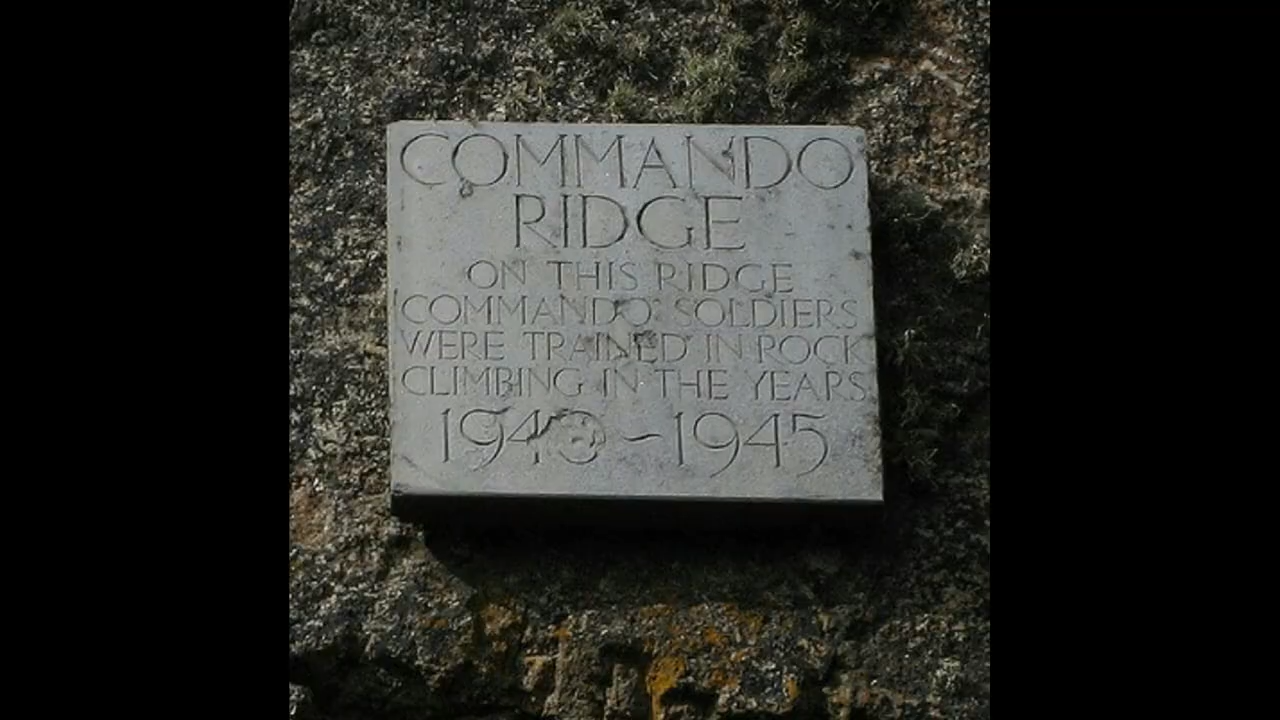 COMMANDO
RIDGE
ON THIS RIDGE
COMMANDO SOLDIERS
WERE TRAINED IN ROCK
CLIMBING IN THE YEARS
1943~1945